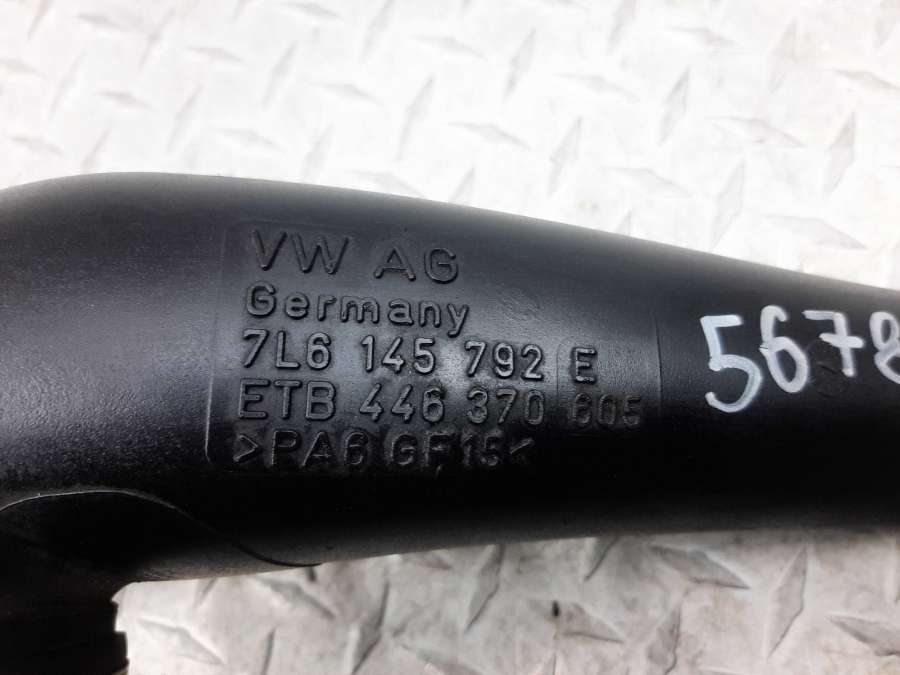 VW AG
Germany
7L6 145 792 E
ETB 446 370 605
>PA6 GF15<
5678